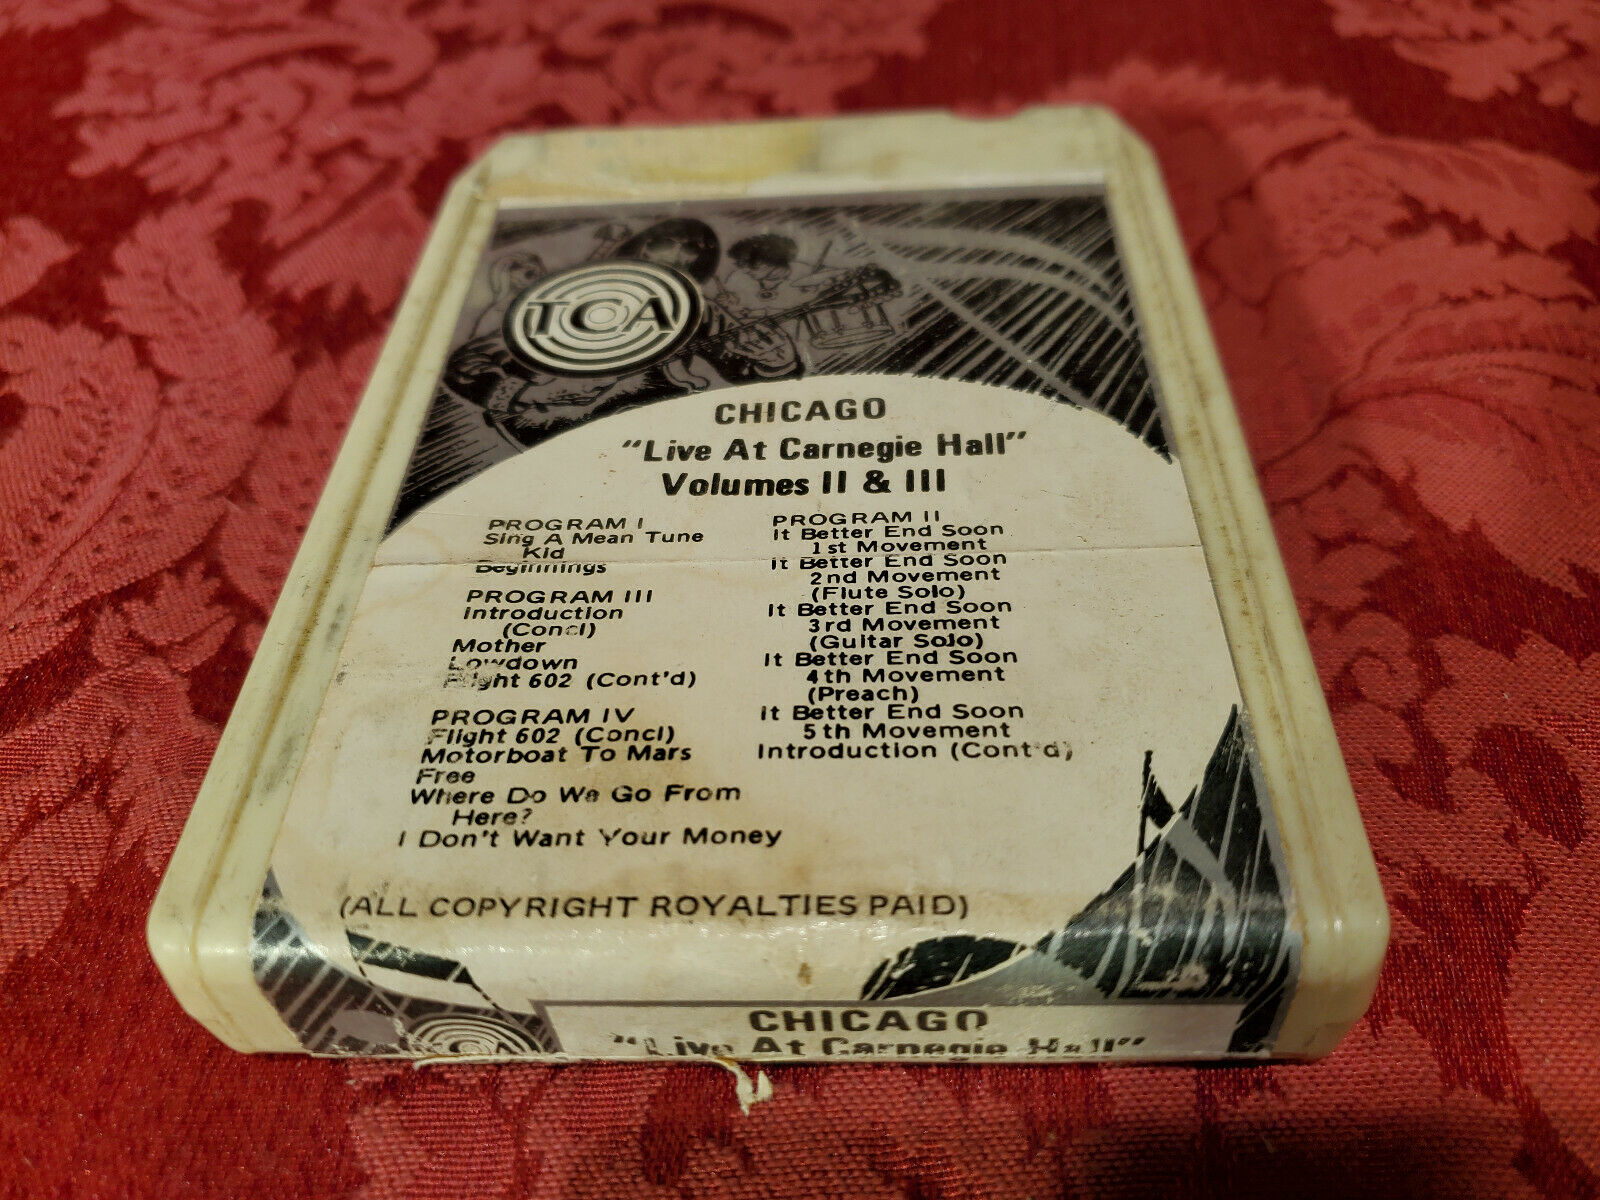 TCA
CHICAGO
"Live At Carnegie Hall"
Volumes II & III
PROGRAM I
Sing A Mean Tune
Kid
Beginnings
PROGRAM II
It Better End Soon
1st Movement
It Better End Soon
2nd Movement
(Flute Solo)
It Better End Soon
3rd Movement
(Guitar Solo)
It Better End Soon
4th Movement
(Preach)
It Better End Soon
5th Movement
Introduction (Cont'd)
PROGRAM III
Introduction
(Concl)
Mother
Lowdown
Flight 602 (Cont'd)
PROGRAM IV
Flight 602 (Concl)
Motorboat To Mars
Free
Where Do We Go From
Here?
I Don't Want Your Money
(ALL COPYRIGHT ROYALTIES PAID)
TCA
CHICAGO
"Live At Carnegie Hall"